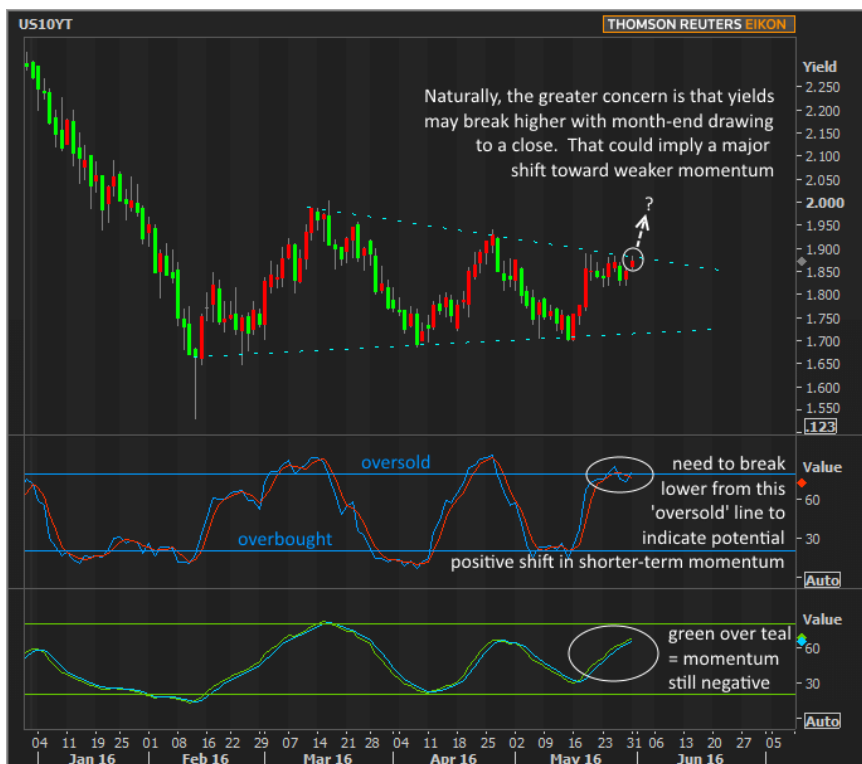 US10YT
THOMSON REUTERS EIKON
Yield
Naturally, the greater concern is that yields
may break higher with month-end drawing
to a close. That could imply a major
shift toward weaker momentum
?
2.250
2.200
2.150
2.100
2.050
2.000
1.950
1.900
1.850
1.800
1.750
1.700
1.650
1.600
1.550
.123
oversold
overbought
need to break
lower from this
'oversold' line to
indicate potential
positive shift in shorter-term momentum
Value
60
30
Auto
green over teal
= momentum
still negative
Value
60
30
Auto
04 11 19 25 01 08 16 22 29 07 14 21 28 04 11 18 25 02 09 16 23 31 06 13 20 27 05
Jan 16 Feb 16 Mar 16 Apr 16 May 16 Jun 16